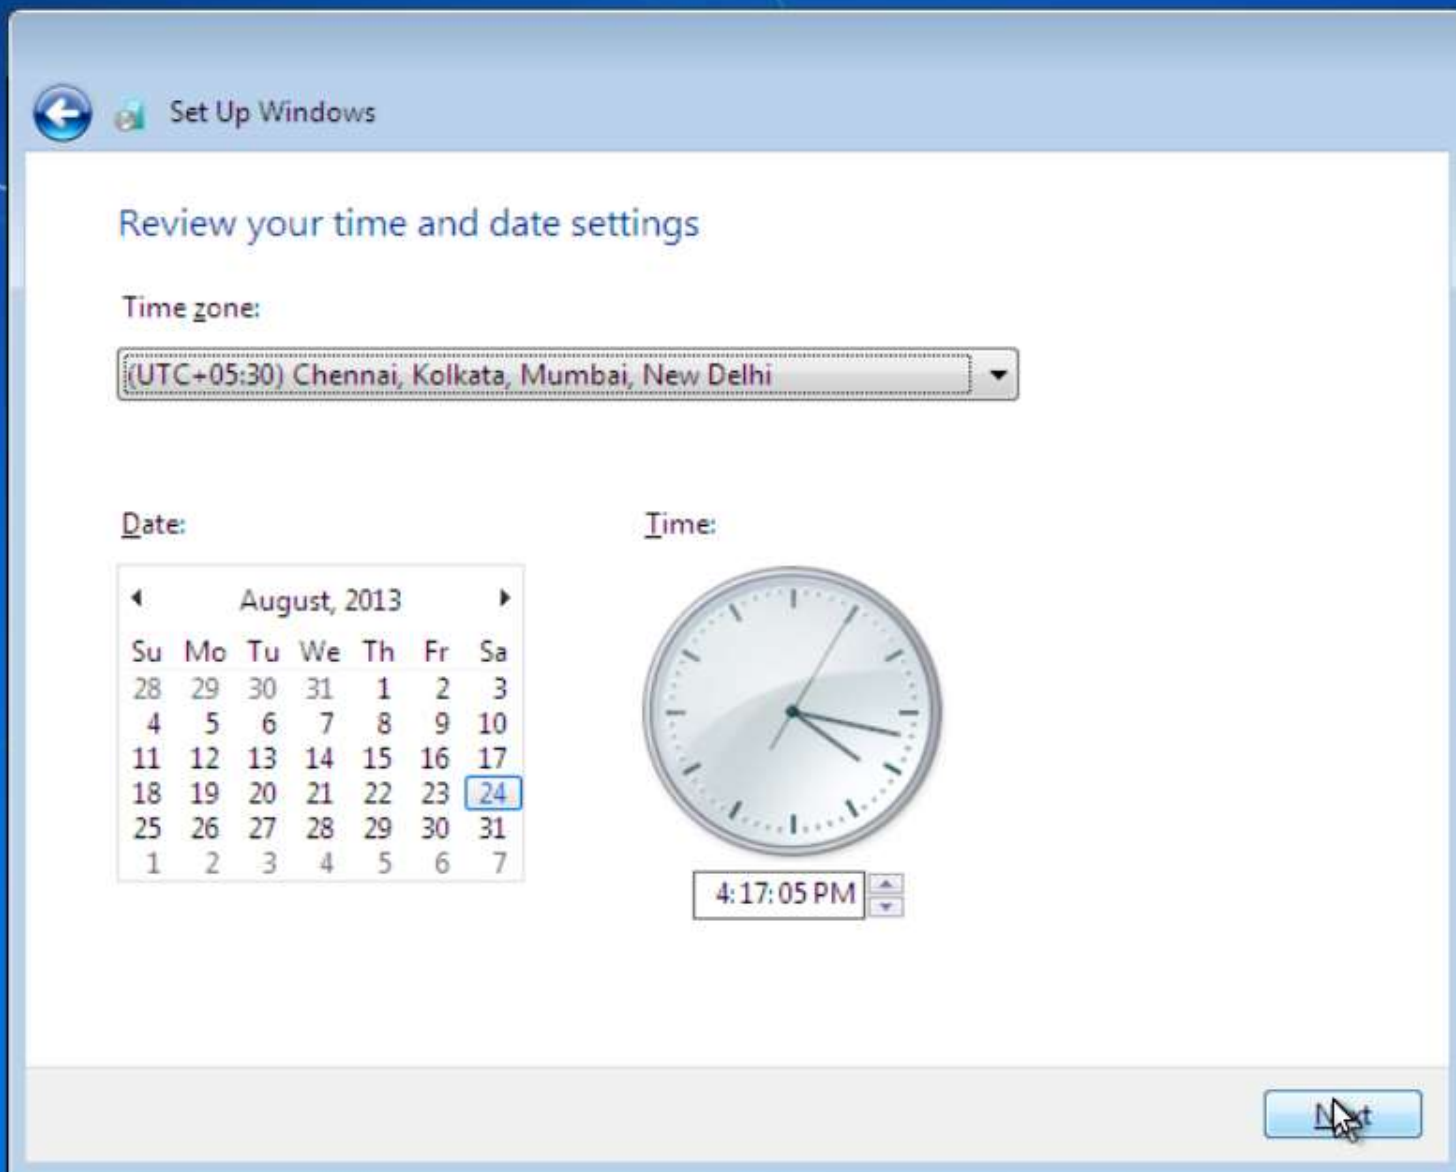 Set Up Windows
Review your time and date settings
Time zone:
(UTC+05:30) Chennai, Kolkata, Mumbai, New Delhi
Date:
August, 2013
Su Mo Tu We Th Fr Sa
28 29 30 31 1 2 3
4 5 6 7 8 9 10
11 12 13 14 15 16 17
18 19 20 21 22 23 24
25 26 27 28 29 30 31
1 2 3 4 5 6 7
Time:
4:17:05 PM
Next